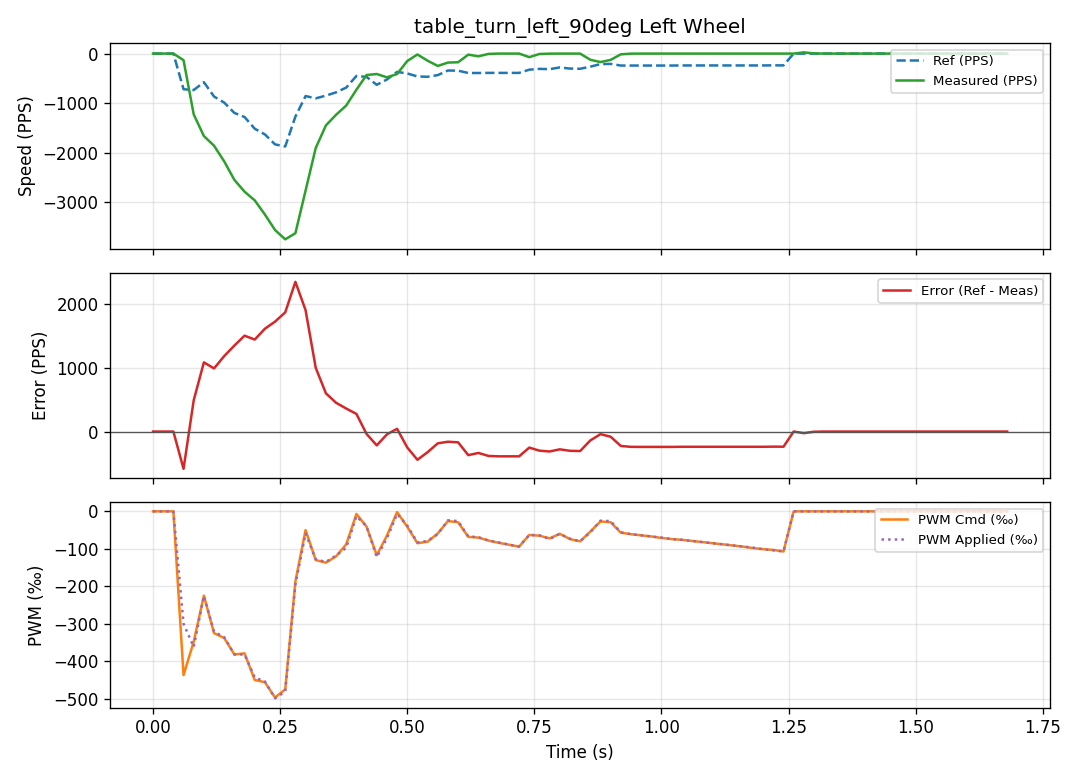 table_turn_left_90deg Left Wheel
0
−1000
−2000
−3000
Speed (PPS)
Ref (PPS)
Measured (PPS)
2000
1000
0
Error (PPS)
Error (Ref - Meas)
0
−100
−200
−300
−400
−500
PWM (‰)
PWM Cmd (‰)
PWM Applied (‰)
0.00 0.25 0.50 0.75 1.00 1.25 1.50 1.75
Time (s)